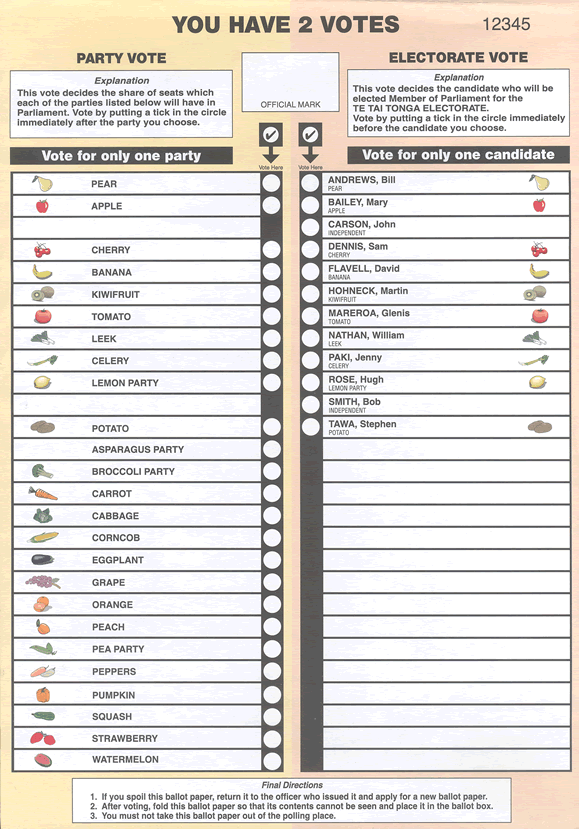 YOU HAVE 2 VOTES
12345
PARTY VOTE
Explanation
This vote decides the share of seats which
each of the parties listed below will have in
Parliament. Vote by putting a tick in the circle
immediately after the party you choose.
OFFICIAL MARK
ELECTORATE VOTE
Explanation
This vote decides the candidate who will be
elected Member of Parliament for the
TE TAI TONGA ELECTORATE.
Vote by putting a tick in the circle immediately
before the candidate you choose.
Vote for only one party
Vote Here
Vote Here
Vote for only one candidate
PEAR
APPLE
CHERRY
BANANA
KIWIFRUIT
TOMATO
LEEK
CELERY
LEMON PARTY
POTATO
ASPARAGUS PARTY
BROCCOLI PARTY
CARROT
CABBAGE
CORNCOB
EGGPLANT
GRAPE
ORANGE
PEACH
PEA PARTY
PEPPERS
PUMPKIN
SQUASH
STRAWBERRY
WATERMELON
ANDREWS, Bill
PEAR
BAILEY, Mary
APPLE
CARSON, John
INDEPENDENT
DENNIS, Sam
CHERRY
FLAVELL, David
BANANA
HOHNECK, Martin
KIWIFRUIT
MAREROA, Glenis
TOMATO
NATHAN, William
LEEK
PAKI, Jenny
CELERY
ROSE, Hugh
LEMON PARTY
SMITH, Bob
INDEPENDENT
TAWA, Stephen
POTATO
Final Directions
1. If you spoil this ballot paper, return it to the officer who issued it and apply for a new ballot paper.
2. After voting, fold this ballot paper so that its contents cannot be seen and place it in the ballot box.
3. You must not take this ballot paper out of the polling place.